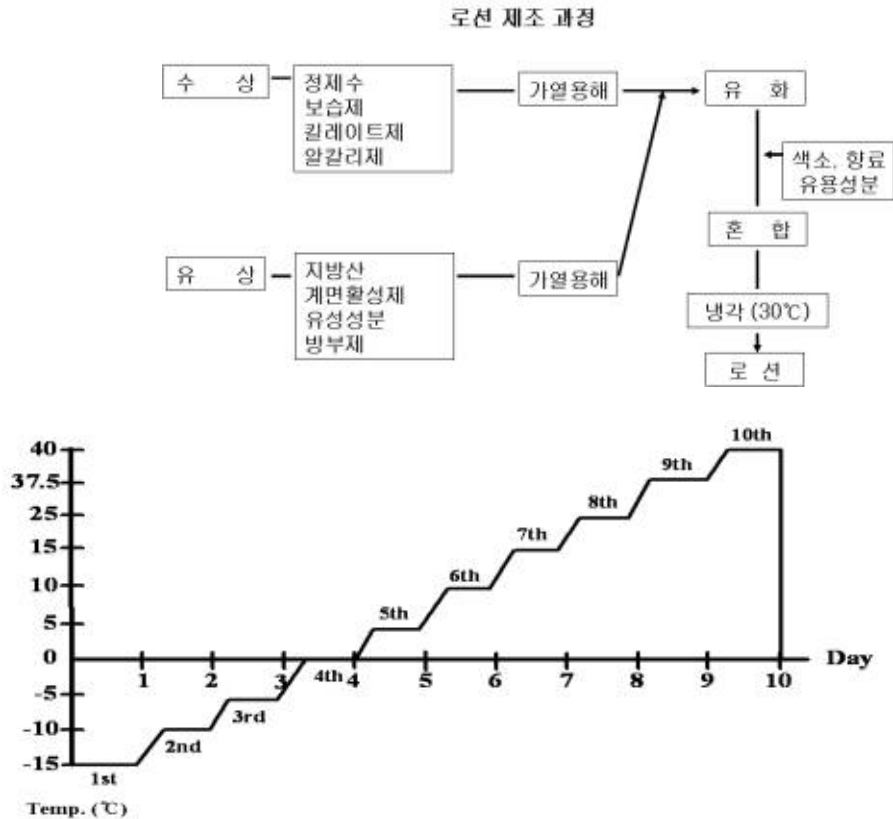 로션 제조 과정
수 상
정제수
보습제
킬레이트제
알칼리제
가열용해
유 화
색소, 향료
유용성분
혼 합
유 상
지방산
계면활성제
유성성분
방부제
가열용해
냉각 (30℃)
로 션
40
37.5
25
15
10
5
0
-5
-10
-15
1st
2nd
3rd
4th
5th
6th
7th
8th
9th
10th
1 2 3 4 5 6 7 8 9 10
Day
Temp. (℃)